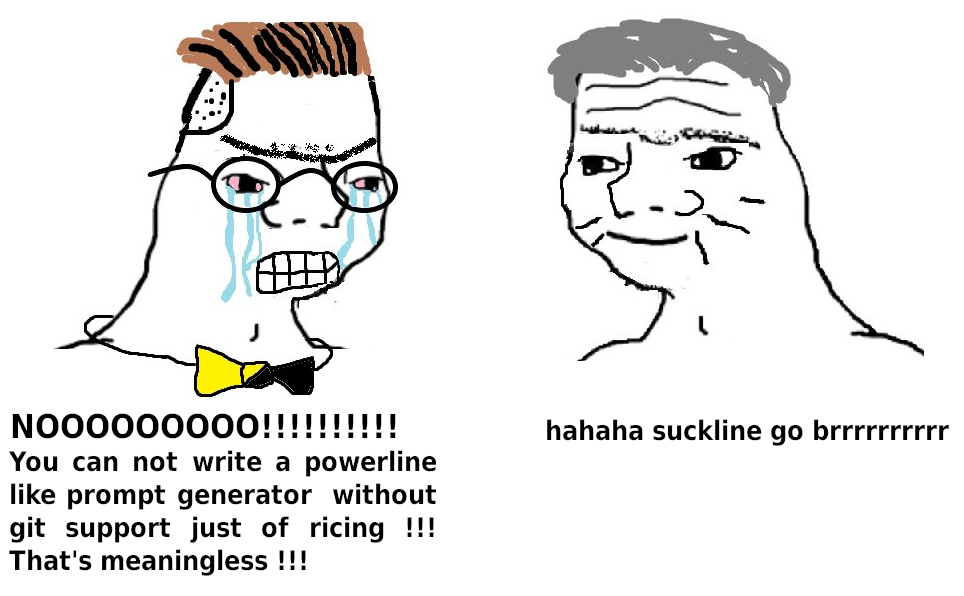 NOOOOOOOOO!!!!!!!!!!
You can not write a powerline
like prompt generator without
git support just of ricing !!!
That's meaningless !!!
hahaha suckline go brrrrrrrrrr